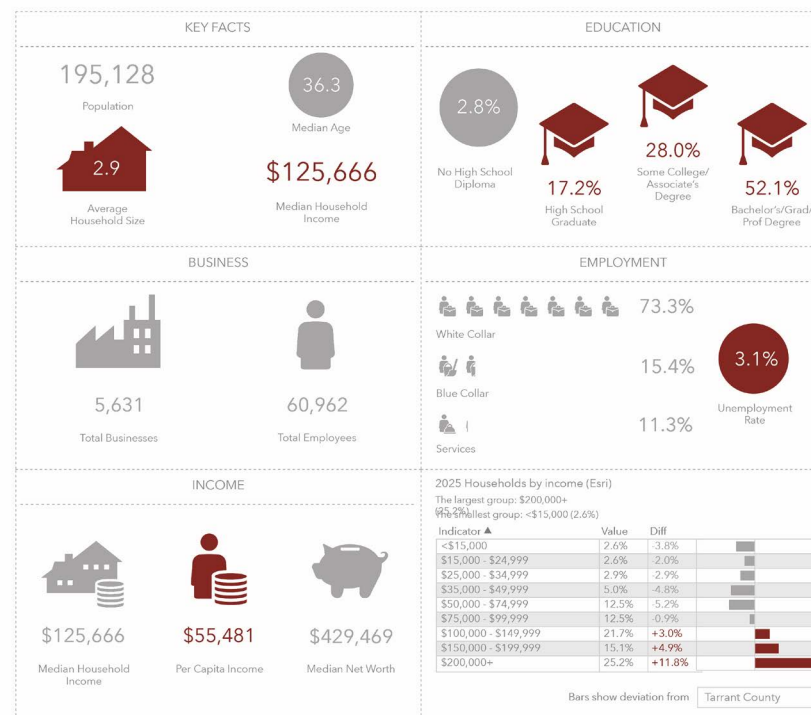 KEY FACTS
195,128
Population
36.3
Median Age
2.9
Average
Household Size
$125,666
Median Household
Income
EDUCATION
2.8%
No High School
Diploma
17.2%
High School
Graduate
28.0%
Some College/
Associate's
Degree
52.1%
Bachelor's/Grad
Prof Degree
BUSINESS
5,631
Total Businesses
60,962
Total Employees
EMPLOYMENT
73.3%
White Collar
15.4%
Blue Collar
11.3%
Services
3.1%
Unemployment
Rate
INCOME
$125,666
Median Household
Income
$55,481
Per Capita Income
$429,469
Median Net Worth
2025 Households by income (Esri)
The largest group: $200,000+
(25.2%)
The smallest group: <$15,000 (2.6%)
Indicator ▲ Value Diff
<$15,000 2.6% -3.8%
$15,000 - $24,999 2.6% -2.0%
$25,000 - $34,999 2.9% -2.9%
$35,000 - $49,999 5.0% -4.8%
$50,000 - $74,999 12.5% -5.2%
$75,000 - $99,999 12.5% -0.9%
$100,000 - $149,999 21.7% +3.0%
$150,000 - $199,999 15.1% +4.9%
$200,000+ 25.2% +11.8%
Bars show deviation from Tarrant County